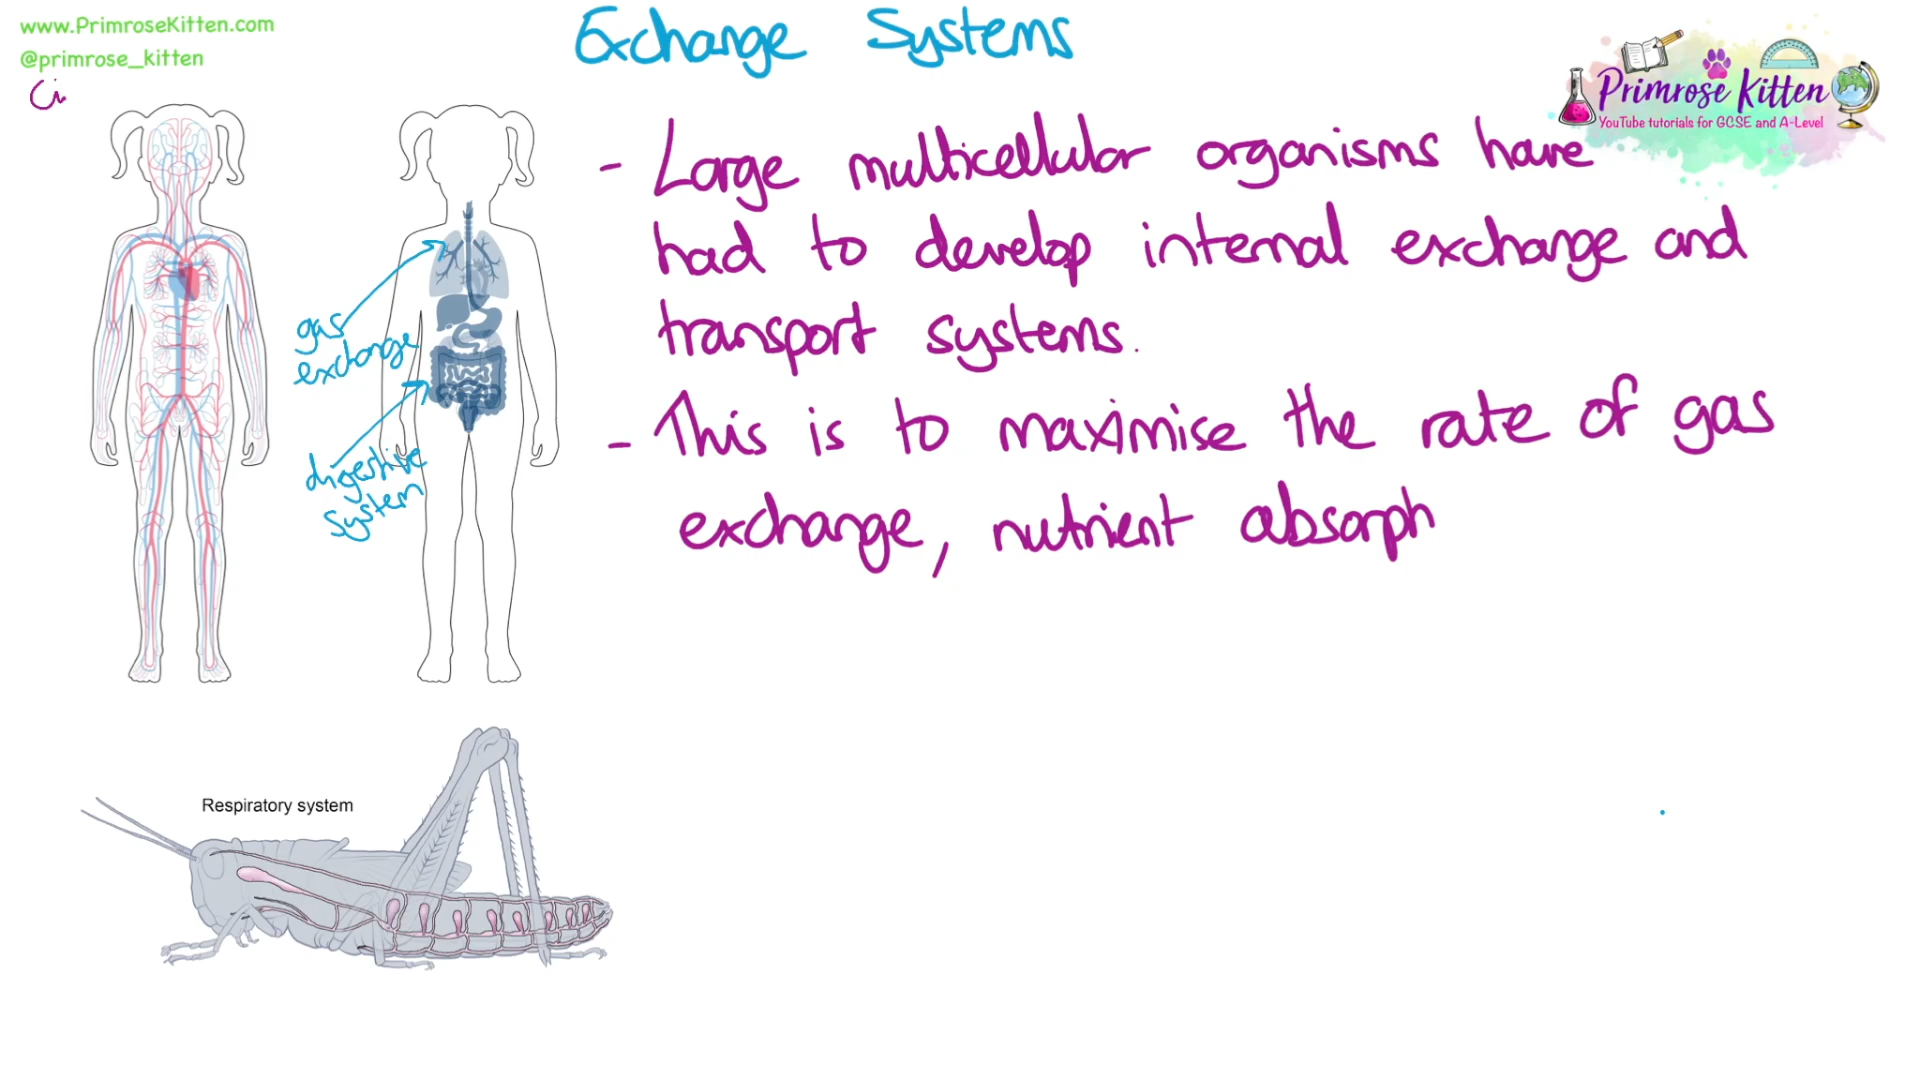 www.PrimroseKitten.com
@primrose_kitten
Ci
Exchange Systems
Primrose Kitten
YouTube tutorials for GCSE and A-Level
- Large multicellular organisms have
had to develop internal exchange and
transport systems.
- This is to maximise the rate of gas
exchange, nutrient absorph
gas
exchange
digestive
system
Respiratory system